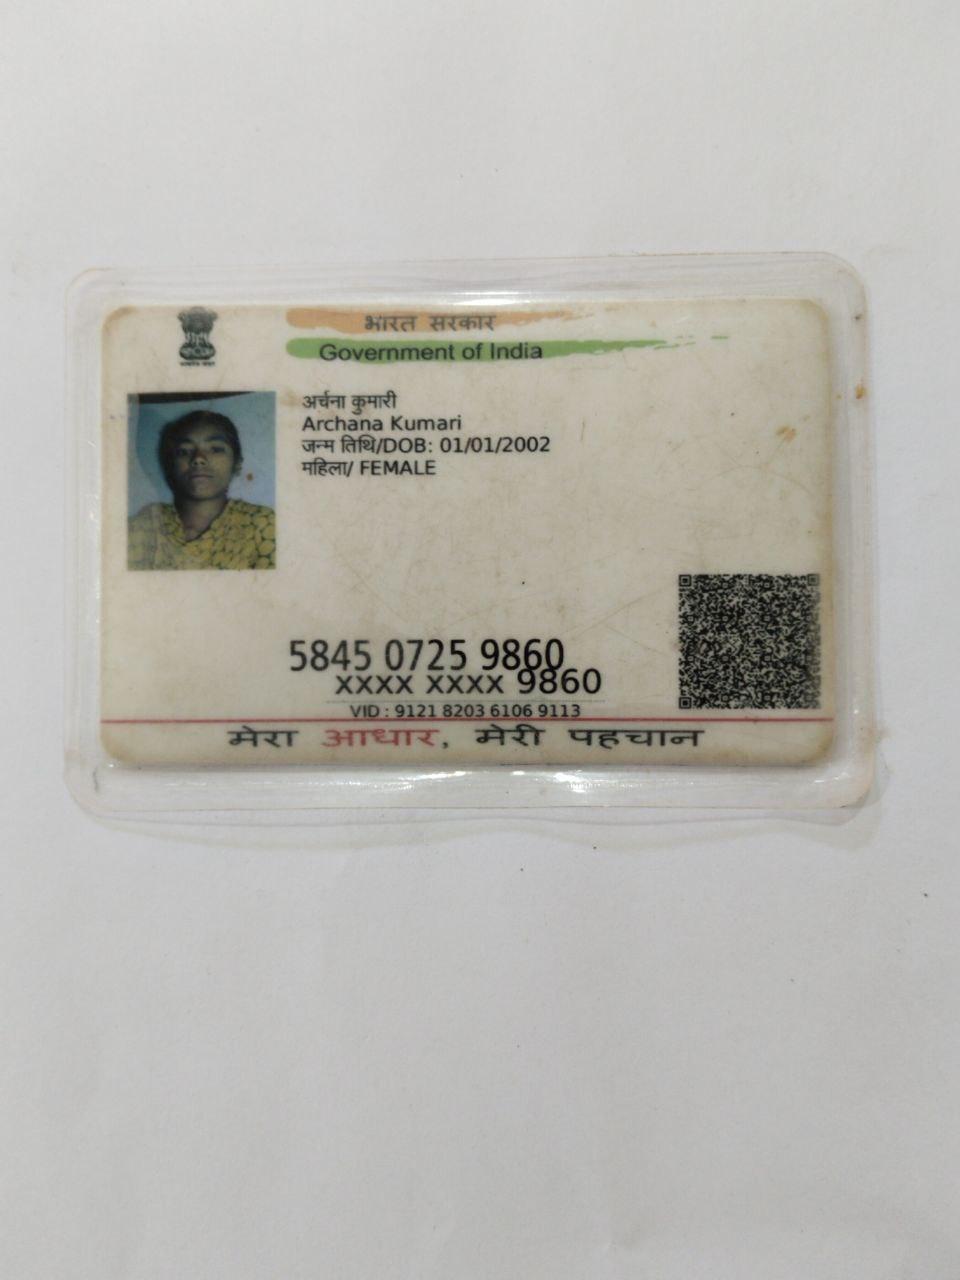 भारत सरकार
Government of India
अर्चना कुमारी
Archana Kumari
जन्म तिथि/DOB: 01/01/2002
महिला/ FEMALE
5845 0725 9860
xxxx xxxx 9860
VID : 9121 8203 6106 9113
मेरा आधार, मेरी पहचान